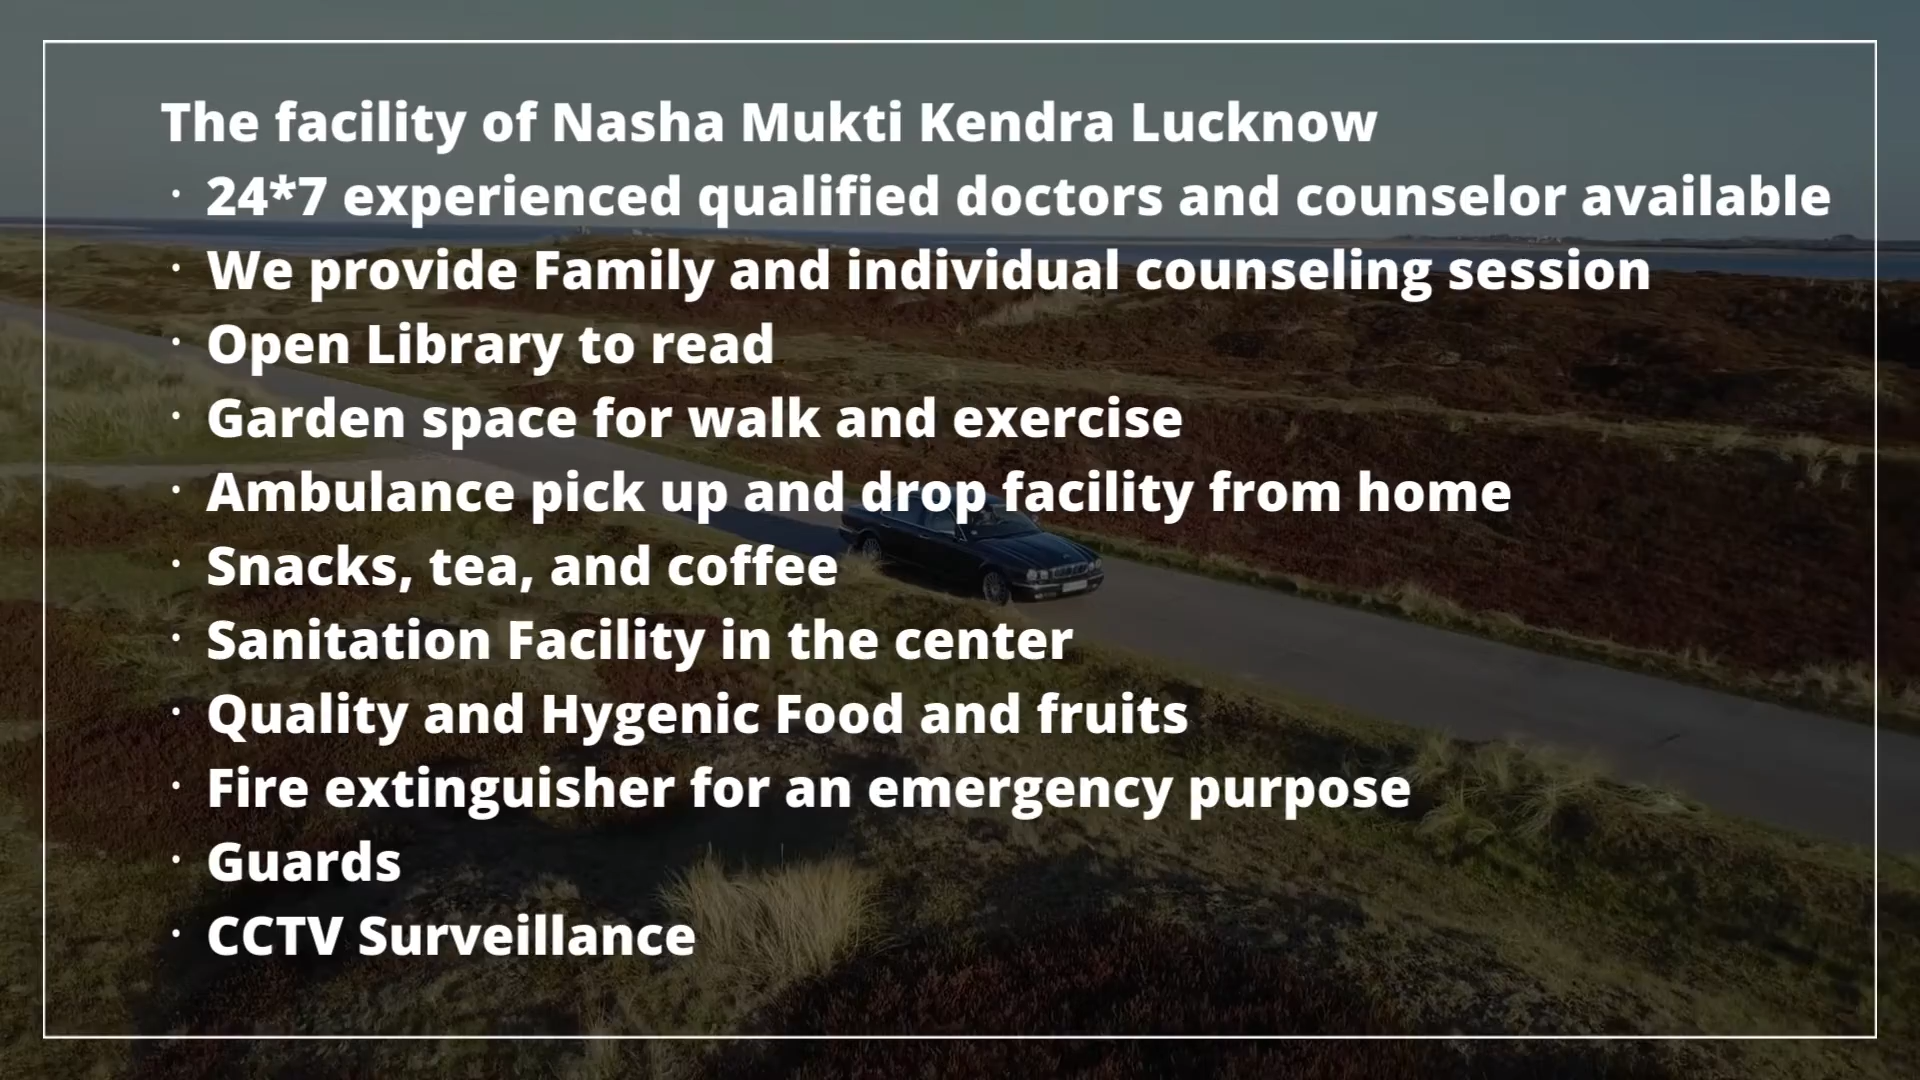 The facility of Nasha Mukti Kendra Lucknow
· 24*7 experienced qualified doctors and counselor available
· We provide Family and individual counseling session
· Open Library to read
· Garden space for walk and exercise
· Ambulance pick up and drop facility from home
· Snacks, tea, and coffee
· Sanitation Facility in the center
· Quality and Hygenic Food and fruits
· Fire extinguisher for an emergency purpose
· Guards
· CCTV Surveillance